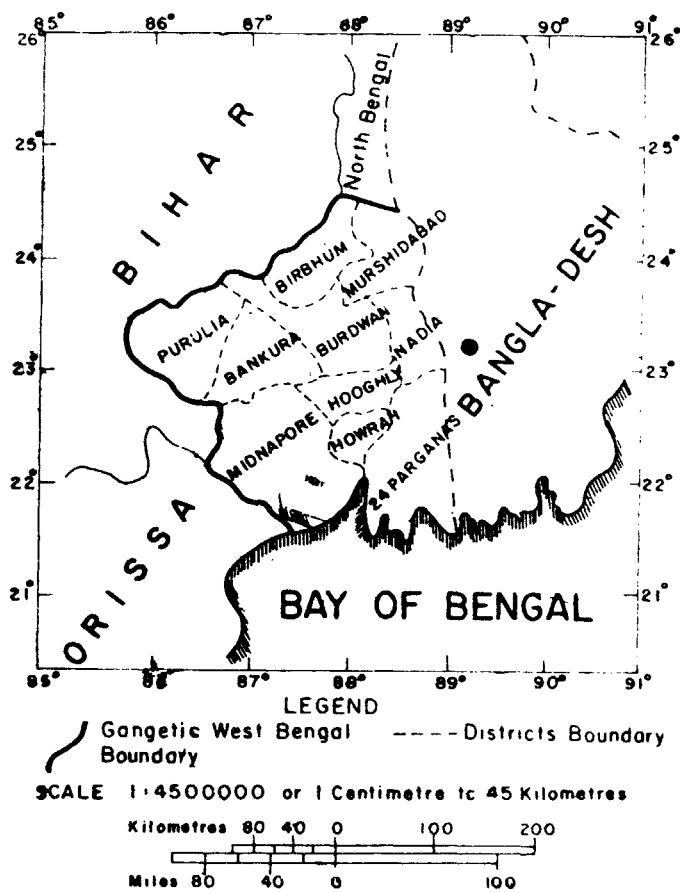 85° 86° 87° 88° 89° 90° 91°
26° 26°
North Bengal
25° 25°
BIHAR
24° 24°
BIRBHUM
MURSHIDABAD
BANGLA-DESH
PURULIA
BANKURA
BURDWAN
NADIA
23° 23°
HOOGHLY
MIDNAPORE
HOWRAH
24 PARGANAS
22° 22°
ORISSA
21° 21°
BAY OF BENGAL
85° 86° 87° 88° 89° 90° 91°
LEGEND
Gangetic West Bengal
Boundary
---- Districts Boundary
SCALE 1:4500000 or 1 Centimetre to 45 Kilometres
Kilometres 80 40 0 100 200
Miles 80 40 0 100